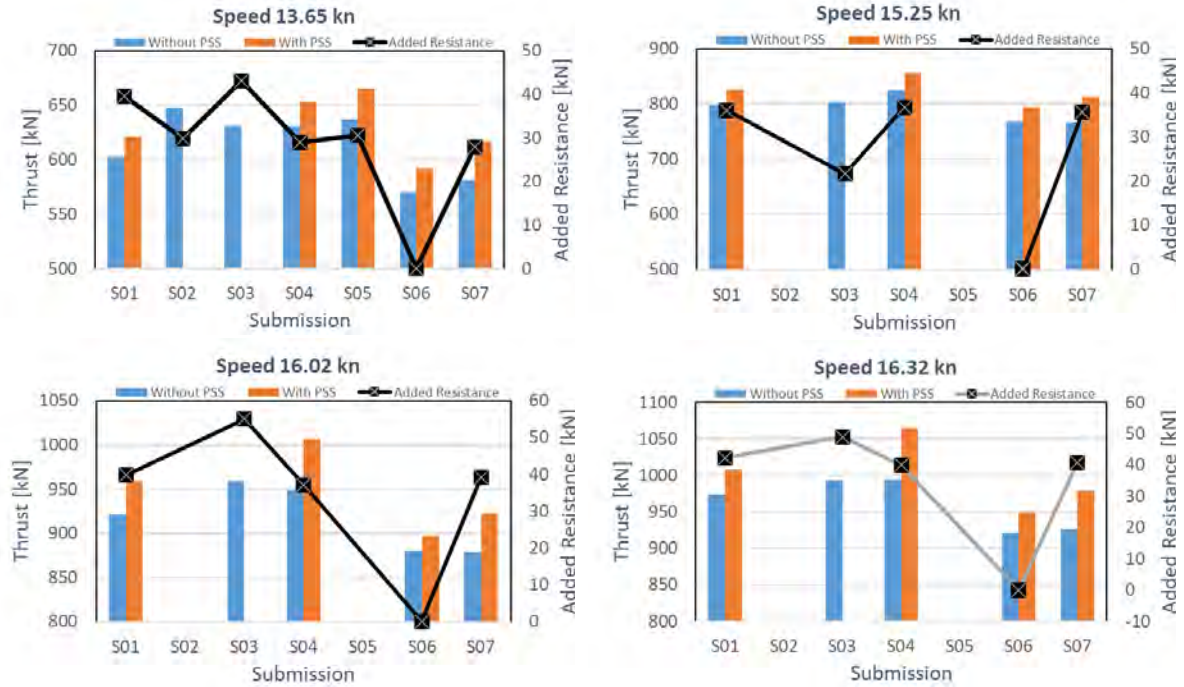 Speed 13.65 kn
Without PSS With PSS Added Resistance
700
650
600
550
500
Thrust [kN]
50
40
30
20
10
0
Added Resistance [kN]
S01 S02 S03 S04 S05 S06 S07
Submission
Speed 15.25 kn
Without PSS With PSS Added Resistance
900
800
700
600
500
Thrust [kN]
50
40
30
20
10
0
Added Resistance [kN]
S01 S02 S03 S04 S05 S06 S07
Submission
Speed 16.02 kn
Without PSS With PSS Added Resistance
1050
1000
950
900
850
800
Thrust [kN]
60
50
40
30
20
10
0
Added Resistance [kN]
S01 S02 S03 S04 S05 S06 S07
Submission
Speed 16.32 kn
Without PSS With PSS Added Resistance
1100
1050
1000
950
900
850
800
Thrust [kN]
60
50
40
30
20
10
0
-10
Added Resistance [kN]
S01 S02 S03 S04 S05 S06 S07
Submission